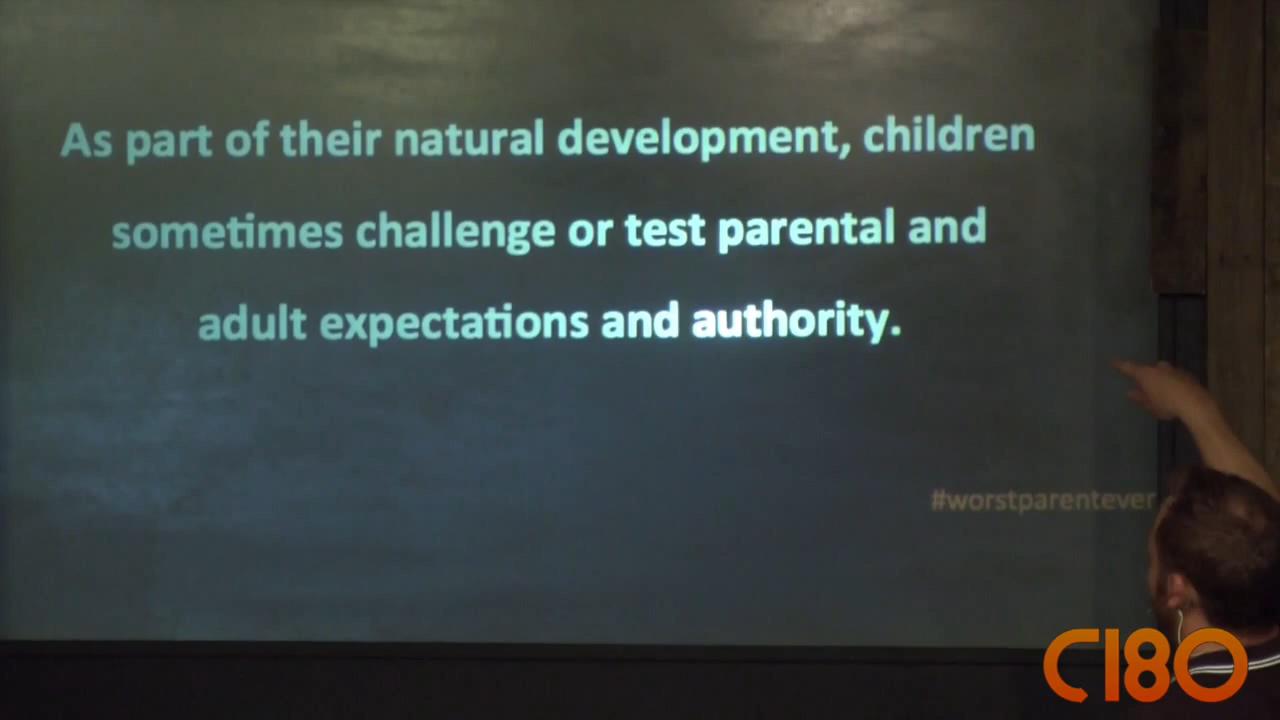 As part of their natural development, children
sometimes challenge or test parental and
adult expectations and authority.
#worstparentever
C180